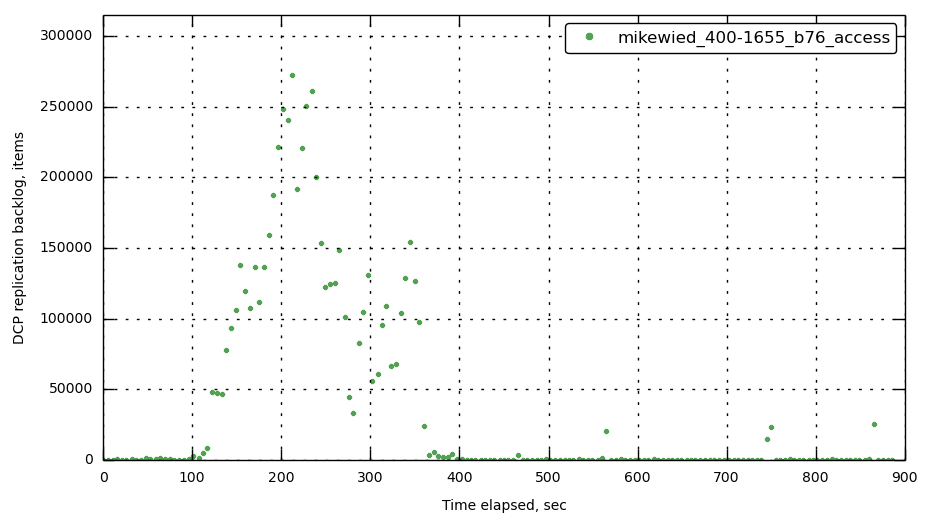 300000
mikewied_400-1655_b76_access
250000
200000
150000
100000
50000
0
DCP replication backlog, items
0 100 200 300 400 500 600 700 800 900
Time elapsed, sec